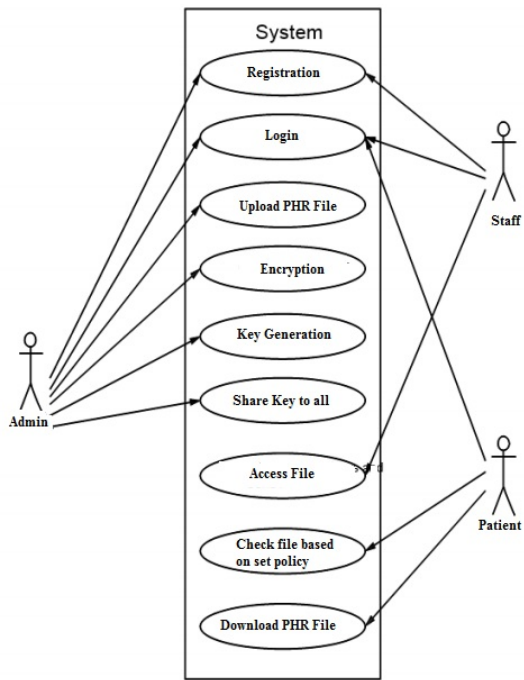 System
Registration
Login
Upload PHR File
Encryption
Key Generation
Share Key to all
Access File
Check file based
on set policy
Download PHR File
Admin
Staff
Patient